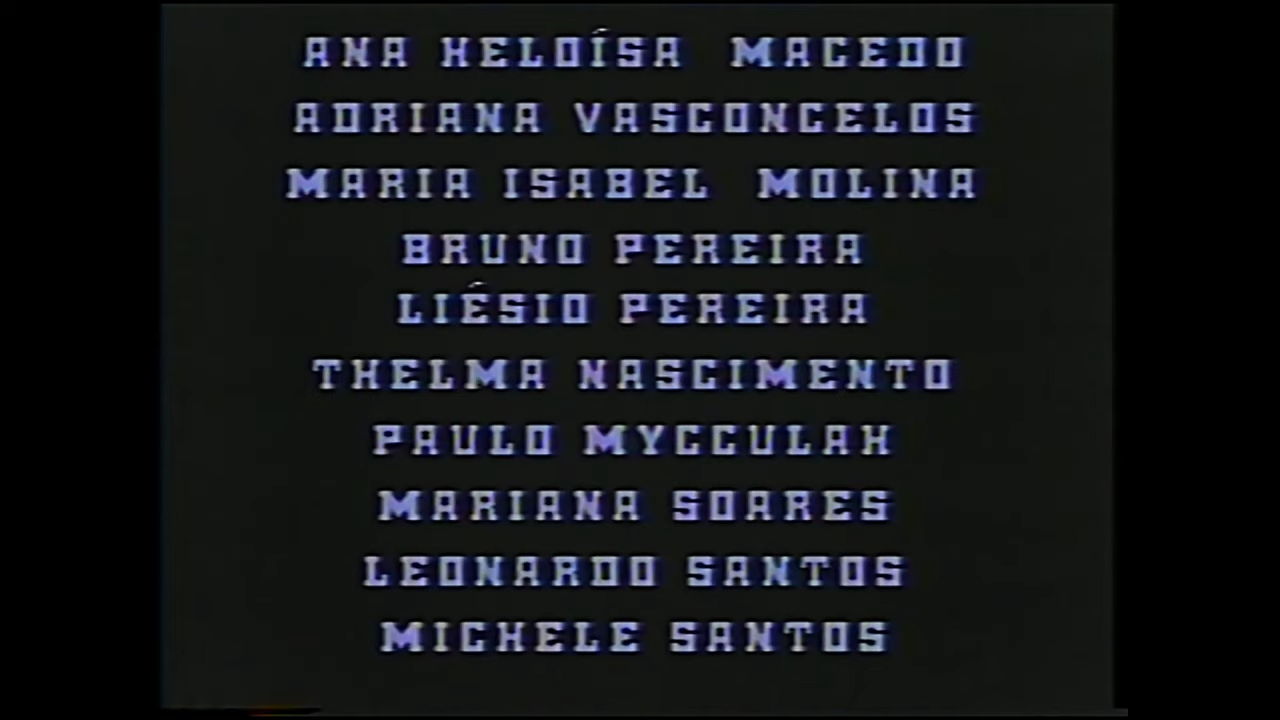 ANA HELOÍSA MACEDO
ADRIANA VASCONCELOS
MARIA ISABEL MOLINA
BRUNO PEREIRA
LIÉSIO PEREIRA
THELMA NASCIMENTO
PAULO MYCCULAH
MARIANA SOARES
LEONARDO SANTOS
MICHELE SANTOS